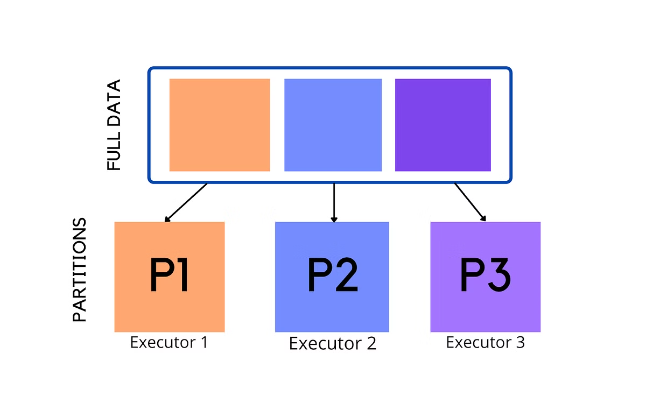 FULL DATA
PARTITIONS
P1
P2
P3
Executor 1
Executor 2
Executor 3